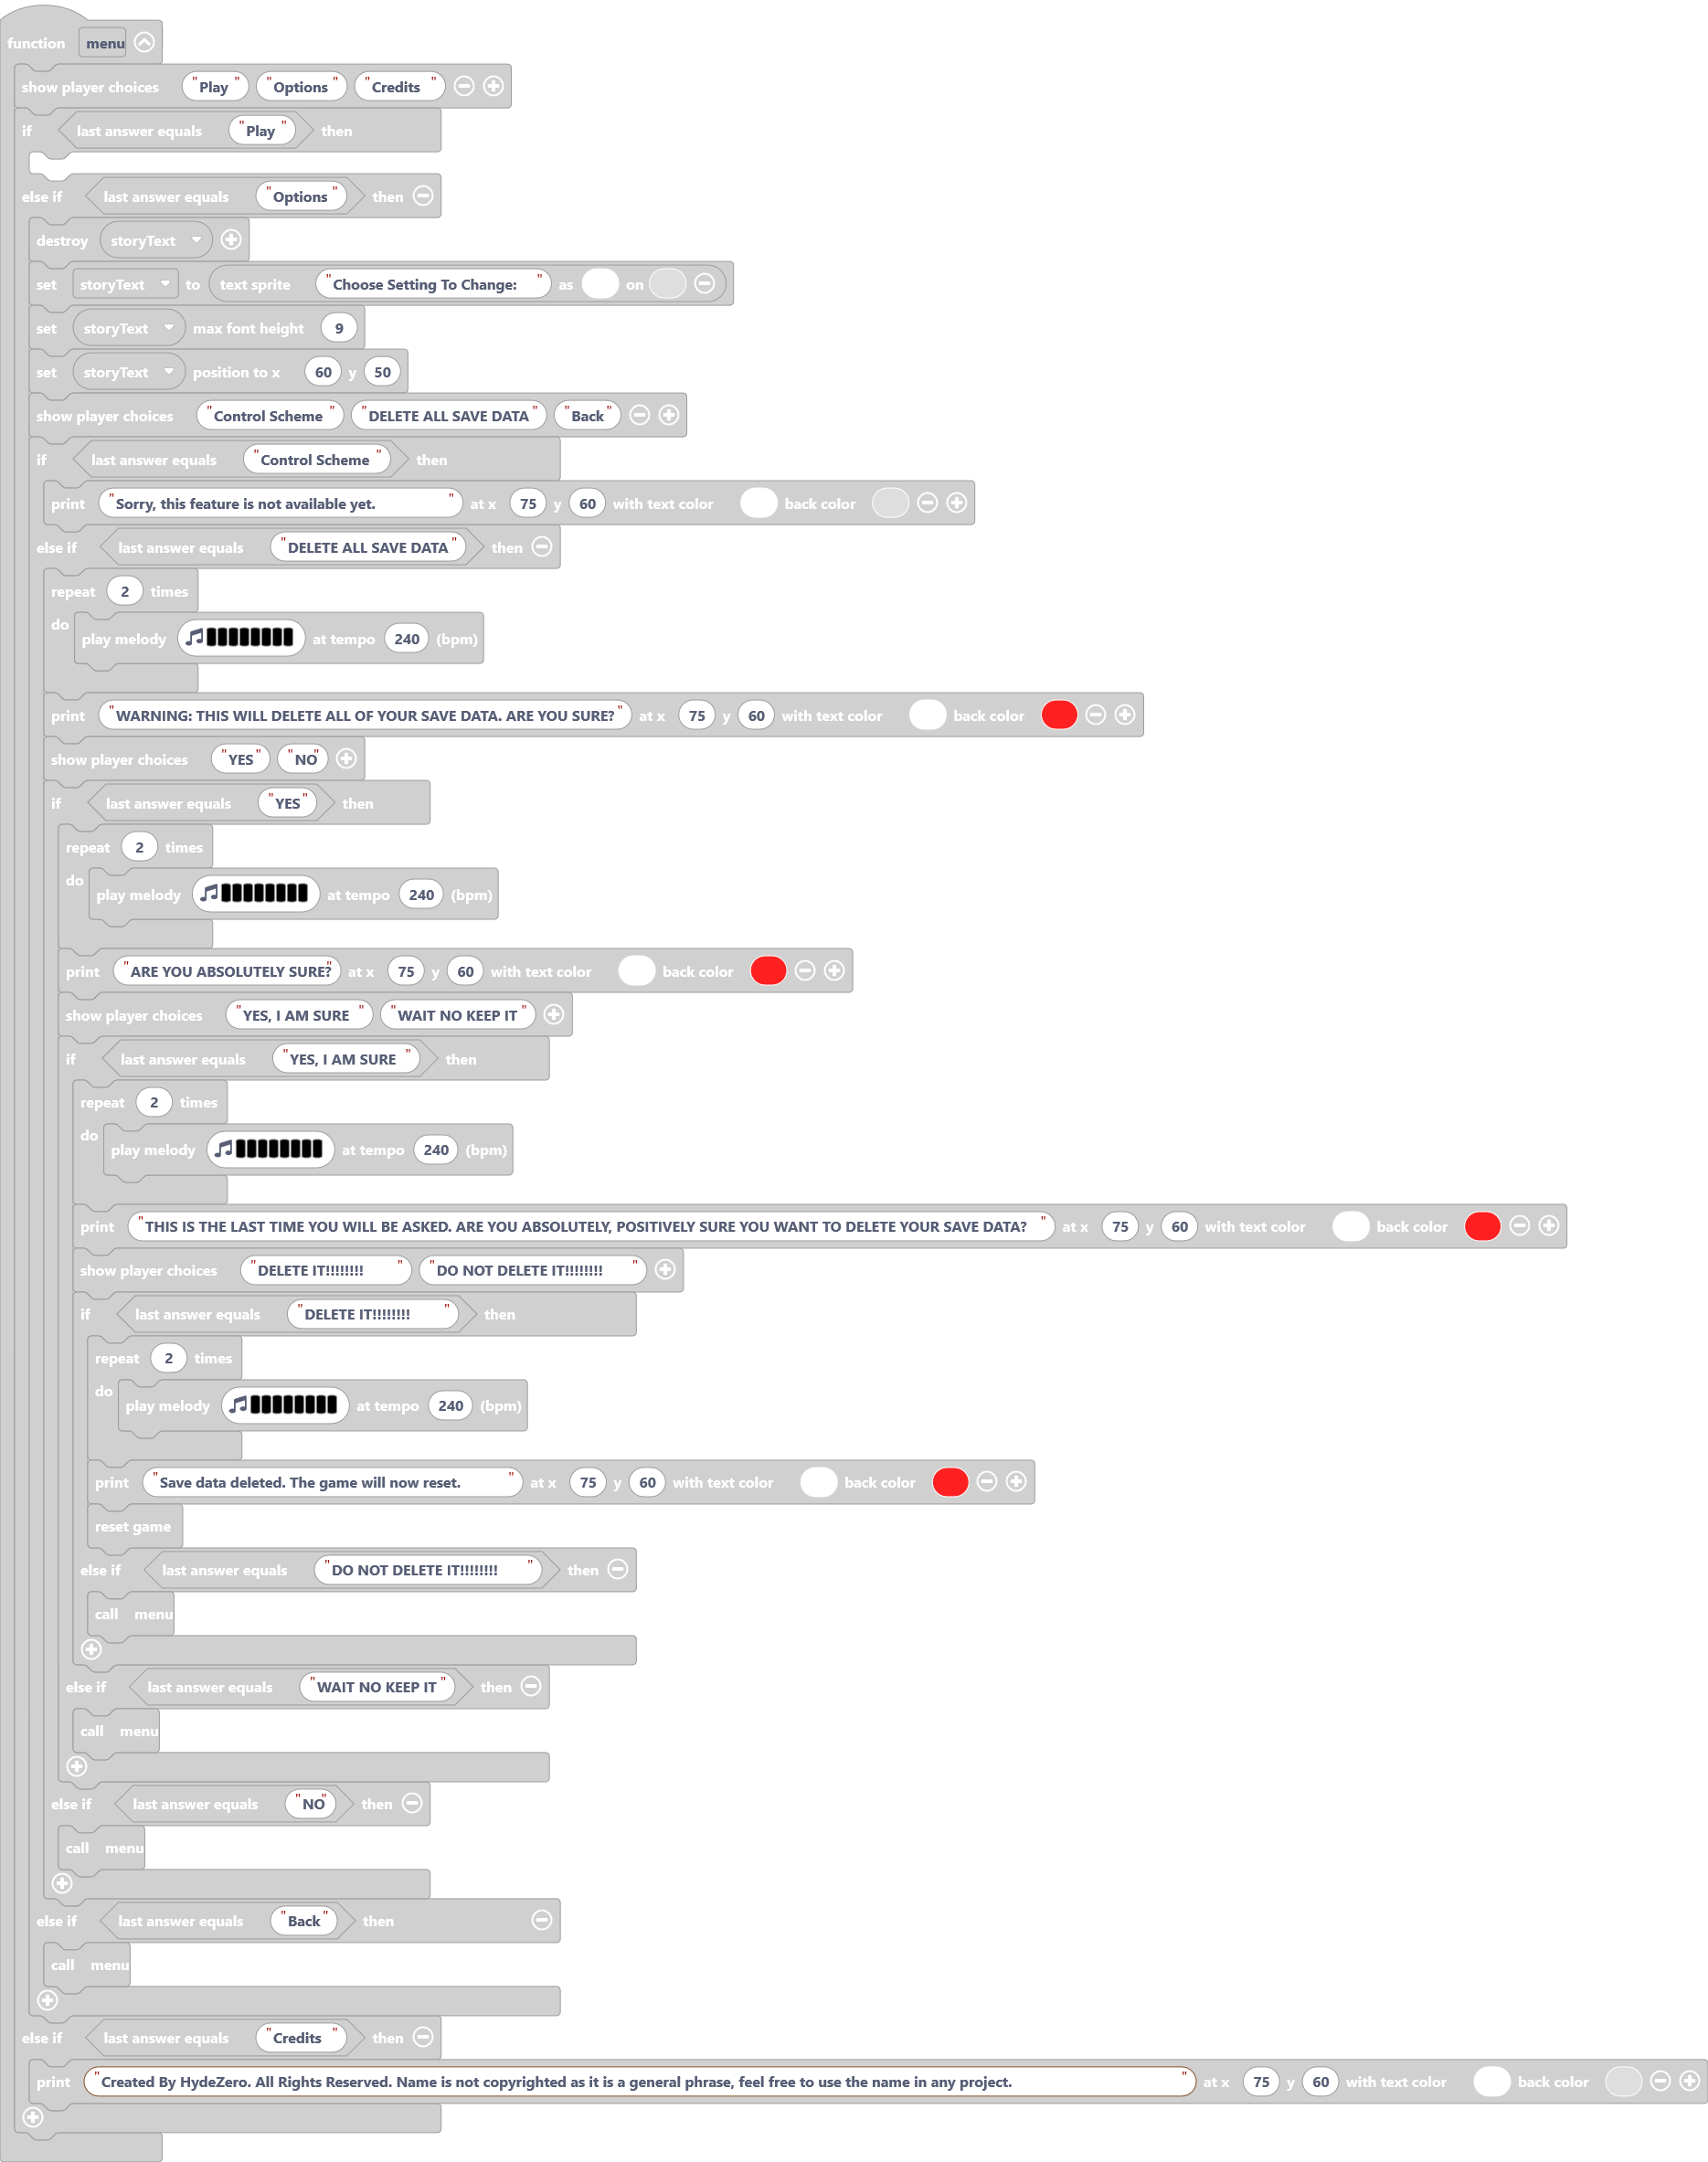 function menu
show player choices "Play" "Options" "Credits"
if last answer equals "Play" then
else if last answer equals "Options" then
destroy storyText
set storyText to text sprite "Choose Setting To Change: " as on
set storyText max font height 9
set storyText position to x 60 y 50
show player choices "Control Scheme" "DELETE ALL SAVE DATA" "Back"
if last answer equals "Control Scheme" then
print "Sorry, this feature is not available yet." at x 75 y 60 with text color back color
else if last answer equals "DELETE ALL SAVE DATA" then
repeat 2 times
do play melody at tempo 240 (bpm)
print "WARNING: THIS WILL DELETE ALL OF YOUR SAVE DATA. ARE YOU SURE?" at x 75 y 60 with text color back color
show player choices "YES" "NO"
if last answer equals "YES" then
repeat 2 times
do play melody at tempo 240 (bpm)
print "ARE YOU ABSOLUTELY SURE?" at x 75 y 60 with text color back color
show player choices "YES, I AM SURE" "WAIT NO KEEP IT"
if last answer equals "YES, I AM SURE" then
repeat 2 times
do play melody at tempo 240 (bpm)
print "THIS IS THE LAST TIME YOU WILL BE ASKED. ARE YOU ABSOLUTELY, POSITIVELY SURE YOU WANT TO DELETE YOUR SAVE DATA?" at x 75 y 60 with text color back color
show player choices "DELETE IT!!!!!!!!" "DO NOT DELETE IT!!!!!!!!"
if last answer equals "DELETE IT!!!!!!!!" then
repeat 2 times
do play melody at tempo 240 (bpm)
print "Save data deleted. The game will now reset." at x 75 y 60 with text color back color
reset game
else if last answer equals "DO NOT DELETE IT!!!!!!!!" then
call menu
else if last answer equals "WAIT NO KEEP IT" then
call menu
else if last answer equals "NO" then
call menu
else if last answer equals "Back" then
call menu
else if last answer equals "Credits" then
print "Created By HydeZero. All Rights Reserved. Name is not copyrighted as it is a general phrase, feel free to use the name in any project." at x 75 y 60 with text color back color